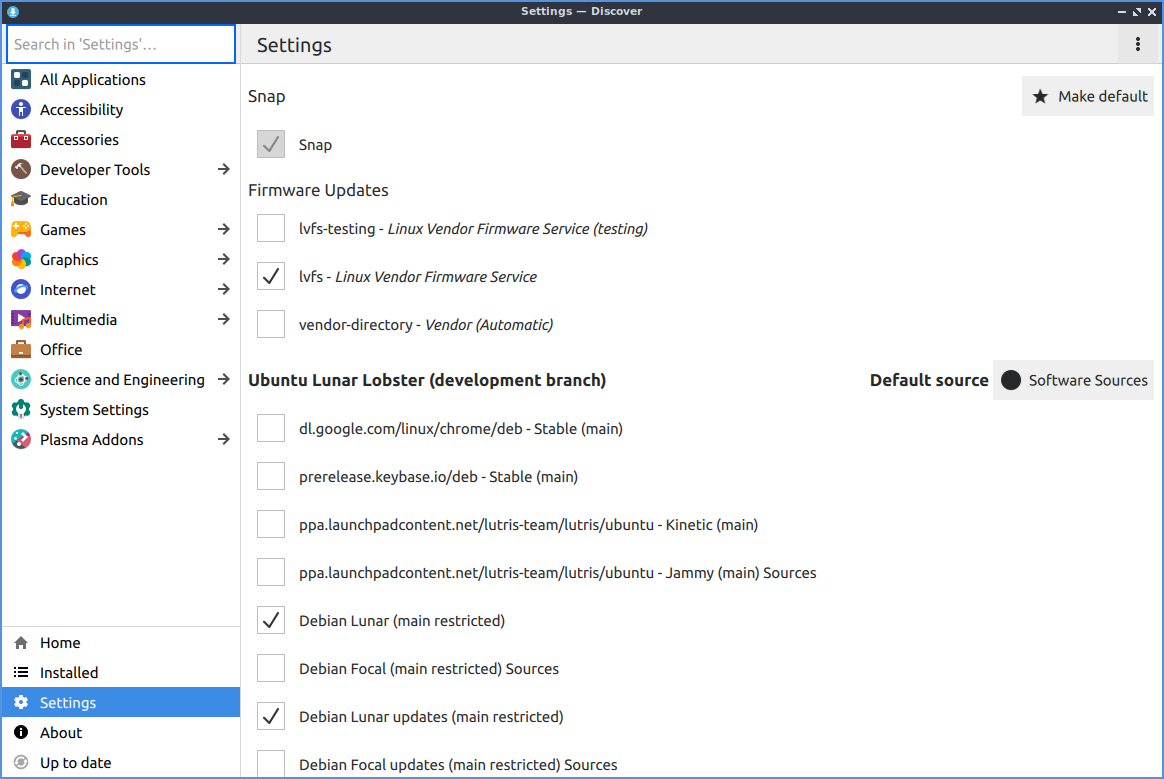 Settings — Discover
Search in 'Settings'...
Settings
All Applications
Accessibility
Accessories
Developer Tools
Education
Games
Graphics
Internet
Multimedia
Office
Science and Engineering
System Settings
Plasma Addons
Home
Installed
Settings
About
Up to date
Snap
Make default
Snap
Firmware Updates
lvfs-testing - Linux Vendor Firmware Service (testing)
lvfs - Linux Vendor Firmware Service
vendor-directory - Vendor (Automatic)
Ubuntu Lunar Lobster (development branch)
Default source
Software Sources
dl.google.com/linux/chrome/deb - Stable (main)
prerelease.keybase.io/deb - Stable (main)
ppa.launchpadcontent.net/lutris-team/lutris/ubuntu - Kinetic (main)
ppa.launchpadcontent.net/lutris-team/lutris/ubuntu - Jammy (main) Sources
Debian Lunar (main restricted)
Debian Focal (main restricted) Sources
Debian Lunar updates (main restricted)
Debian Focal updates (main restricted) Sources